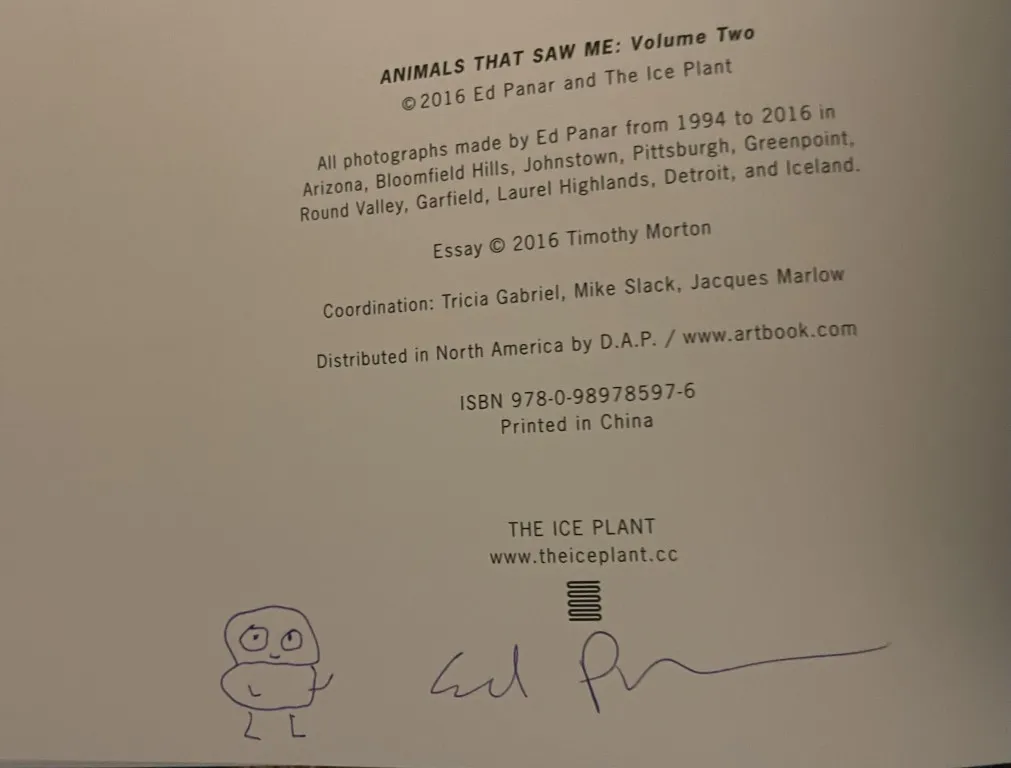 ANIMALS THAT SAW ME: Volume Two
©2016 Ed Panar and The Ice Plant
All photographs made by Ed Panar from 1994 to 2016 in
Arizona, Bloomfield Hills, Johnstown, Pittsburgh, Greenpoint,
Round Valley, Garfield, Laurel Highlands, Detroit, and Iceland.
Essay © 2016 Timothy Morton
Coordination: Tricia Gabriel, Mike Slack, Jacques Marlow
Distributed in North America by D.A.P. / www.artbook.com
ISBN 978-0-98978597-6
Printed in China
THE ICE PLANT
www.theiceplant.cc
Ed